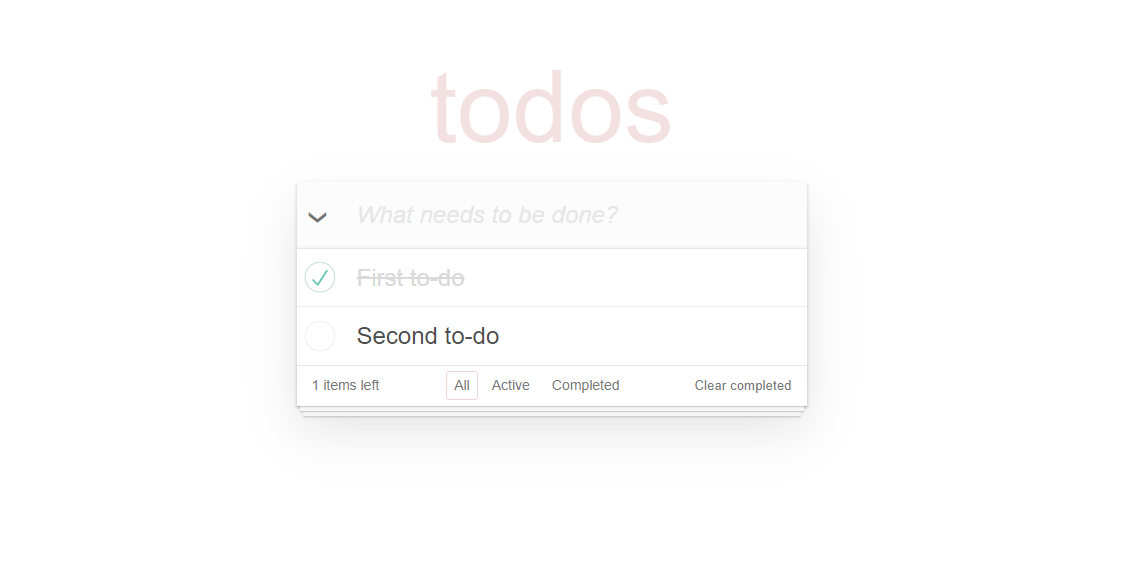 todos
What needs to be done?
First to-do
Second to-do
1 items left All Active Completed Clear completed